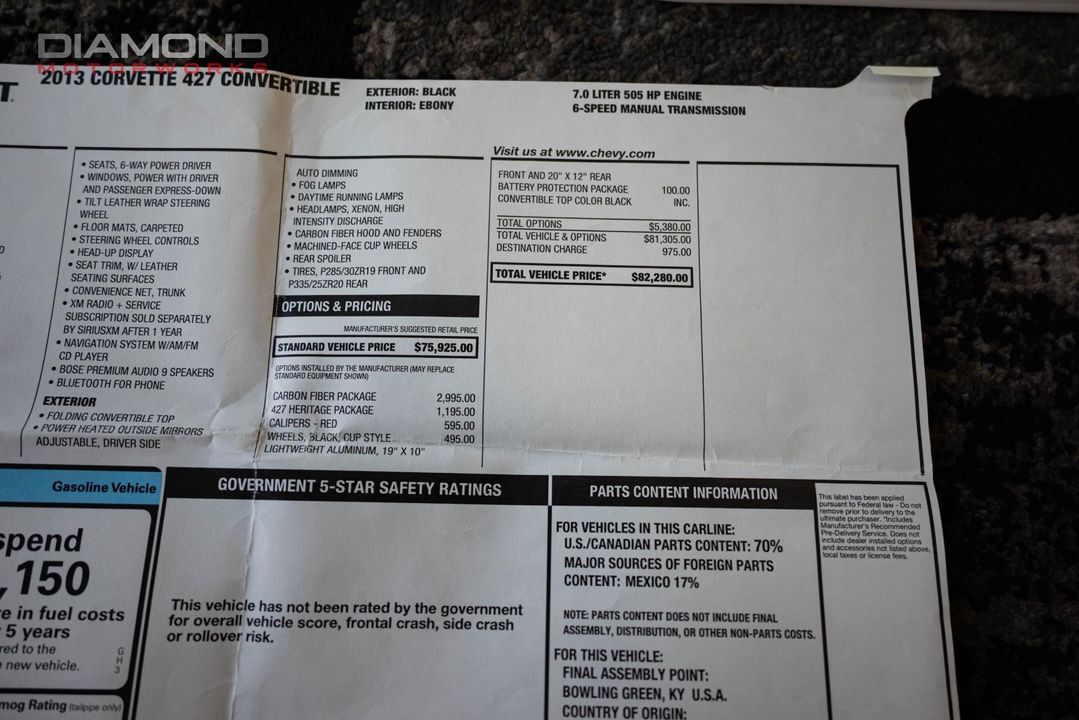 DIAMOND
MOTORWORKS
2013 CORVETTE 427 CONVERTIBLE
EXTERIOR: BLACK
INTERIOR: EBONY
7.0 LITER 505 HP ENGINE
6-SPEED MANUAL TRANSMISSION
Visit us at www.chevy.com
• SEATS, 6-WAY POWER DRIVER
• WINDOWS, POWER WITH DRIVER
AND PASSENGER EXPRESS-DOWN
• TILT LEATHER WRAP STEERING
WHEEL
• FLOOR MATS, CARPETED
• STEERING WHEEL CONTROLS
• HEAD-UP DISPLAY
• SEAT TRIM, W/ LEATHER
SEATING SURFACES
• CONVENIENCE NET, TRUNK
• XM RADIO + SERVICE
SUBSCRIPTION SOLD SEPARATELY
BY SIRIUSXM AFTER 1 YEAR
• NAVIGATION SYSTEM W/AM/FM
CD PLAYER
• BOSE PREMIUM AUDIO 9 SPEAKERS
• BLUETOOTH FOR PHONE
EXTERIOR
• FOLDING CONVERTIBLE TOP
• POWER HEATED OUTSIDE MIRRORS
ADJUSTABLE, DRIVER SIDE
AUTO DIMMING
• FOG LAMPS
• DAYTIME RUNNING LAMPS
• HEADLAMPS, XENON, HIGH
INTENSITY DISCHARGE
• CARBON FIBER HOOD AND FENDERS
• MACHINED-FACE CUP WHEELS
• REAR SPOILER
• TIRES, P285/30ZR19 FRONT AND
P335/25ZR20 REAR
OPTIONS & PRICING
MANUFACTURER'S SUGGESTED RETAIL PRICE
STANDARD VEHICLE PRICE $75,925.00
OPTIONS INSTALLED BY THE MANUFACTURER (MAY REPLACE
STANDARD EQUIPMENT SHOWN)
CARBON FIBER PACKAGE 2,995.00
427 HERITAGE PACKAGE 1,195.00
CALIPERS - RED 595.00
WHEELS, BLACK, CUP STYLE 495.00
LIGHTWEIGHT ALUMINUM, 19" X 10"
FRONT AND 20" X 12" REAR
BATTERY PROTECTION PACKAGE 100.00
CONVERTIBLE TOP COLOR BLACK INC.
TOTAL OPTIONS $5,380.00
TOTAL VEHICLE & OPTIONS $81,305.00
DESTINATION CHARGE 975.00
TOTAL VEHICLE PRICE* $82,280.00
Gasoline Vehicle
spend
,150
re in fuel costs
5 years
red to the
new vehicle.
GH3
mog Rating (tailpipe only)
GOVERNMENT 5-STAR SAFETY RATINGS
This vehicle has not been rated by the government
for overall vehicle score, frontal crash, side crash
or rollover risk.
PARTS CONTENT INFORMATION
FOR VEHICLES IN THIS CARLINE:
U.S./CANADIAN PARTS CONTENT: 70%
MAJOR SOURCES OF FOREIGN PARTS
CONTENT: MEXICO 17%
NOTE: PARTS CONTENT DOES NOT INCLUDE FINAL
ASSEMBLY, DISTRIBUTION, OR OTHER NON-PARTS COSTS.
FOR THIS VEHICLE:
FINAL ASSEMBLY POINT:
BOWLING GREEN, KY U.S.A.
COUNTRY OF ORIGIN:
This label has been applied
pursuant to Federal law - Do not
remove prior to delivery to the
ultimate purchaser. *Includes
Manufacturer's Recommended
Pre-Delivery Service. Does not
include dealer installed options
and accessories not listed above,
local taxes or license fees.